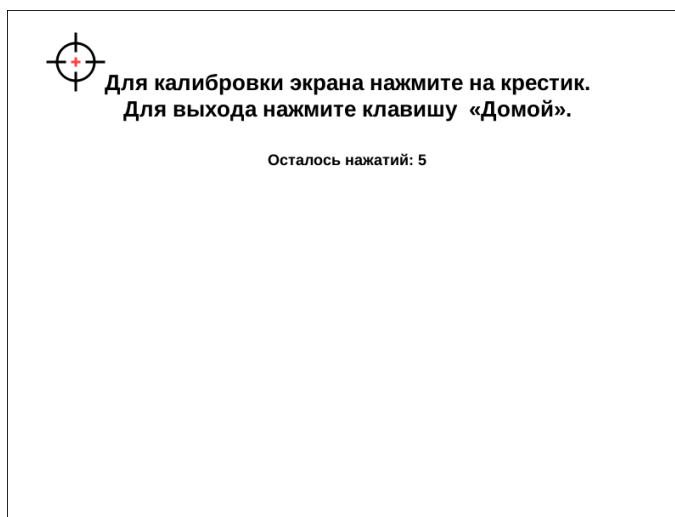 Для калибровки экрана нажмите на крестик.
Для выхода нажмите клавишу  «Домой».
Осталось нажатий: 5